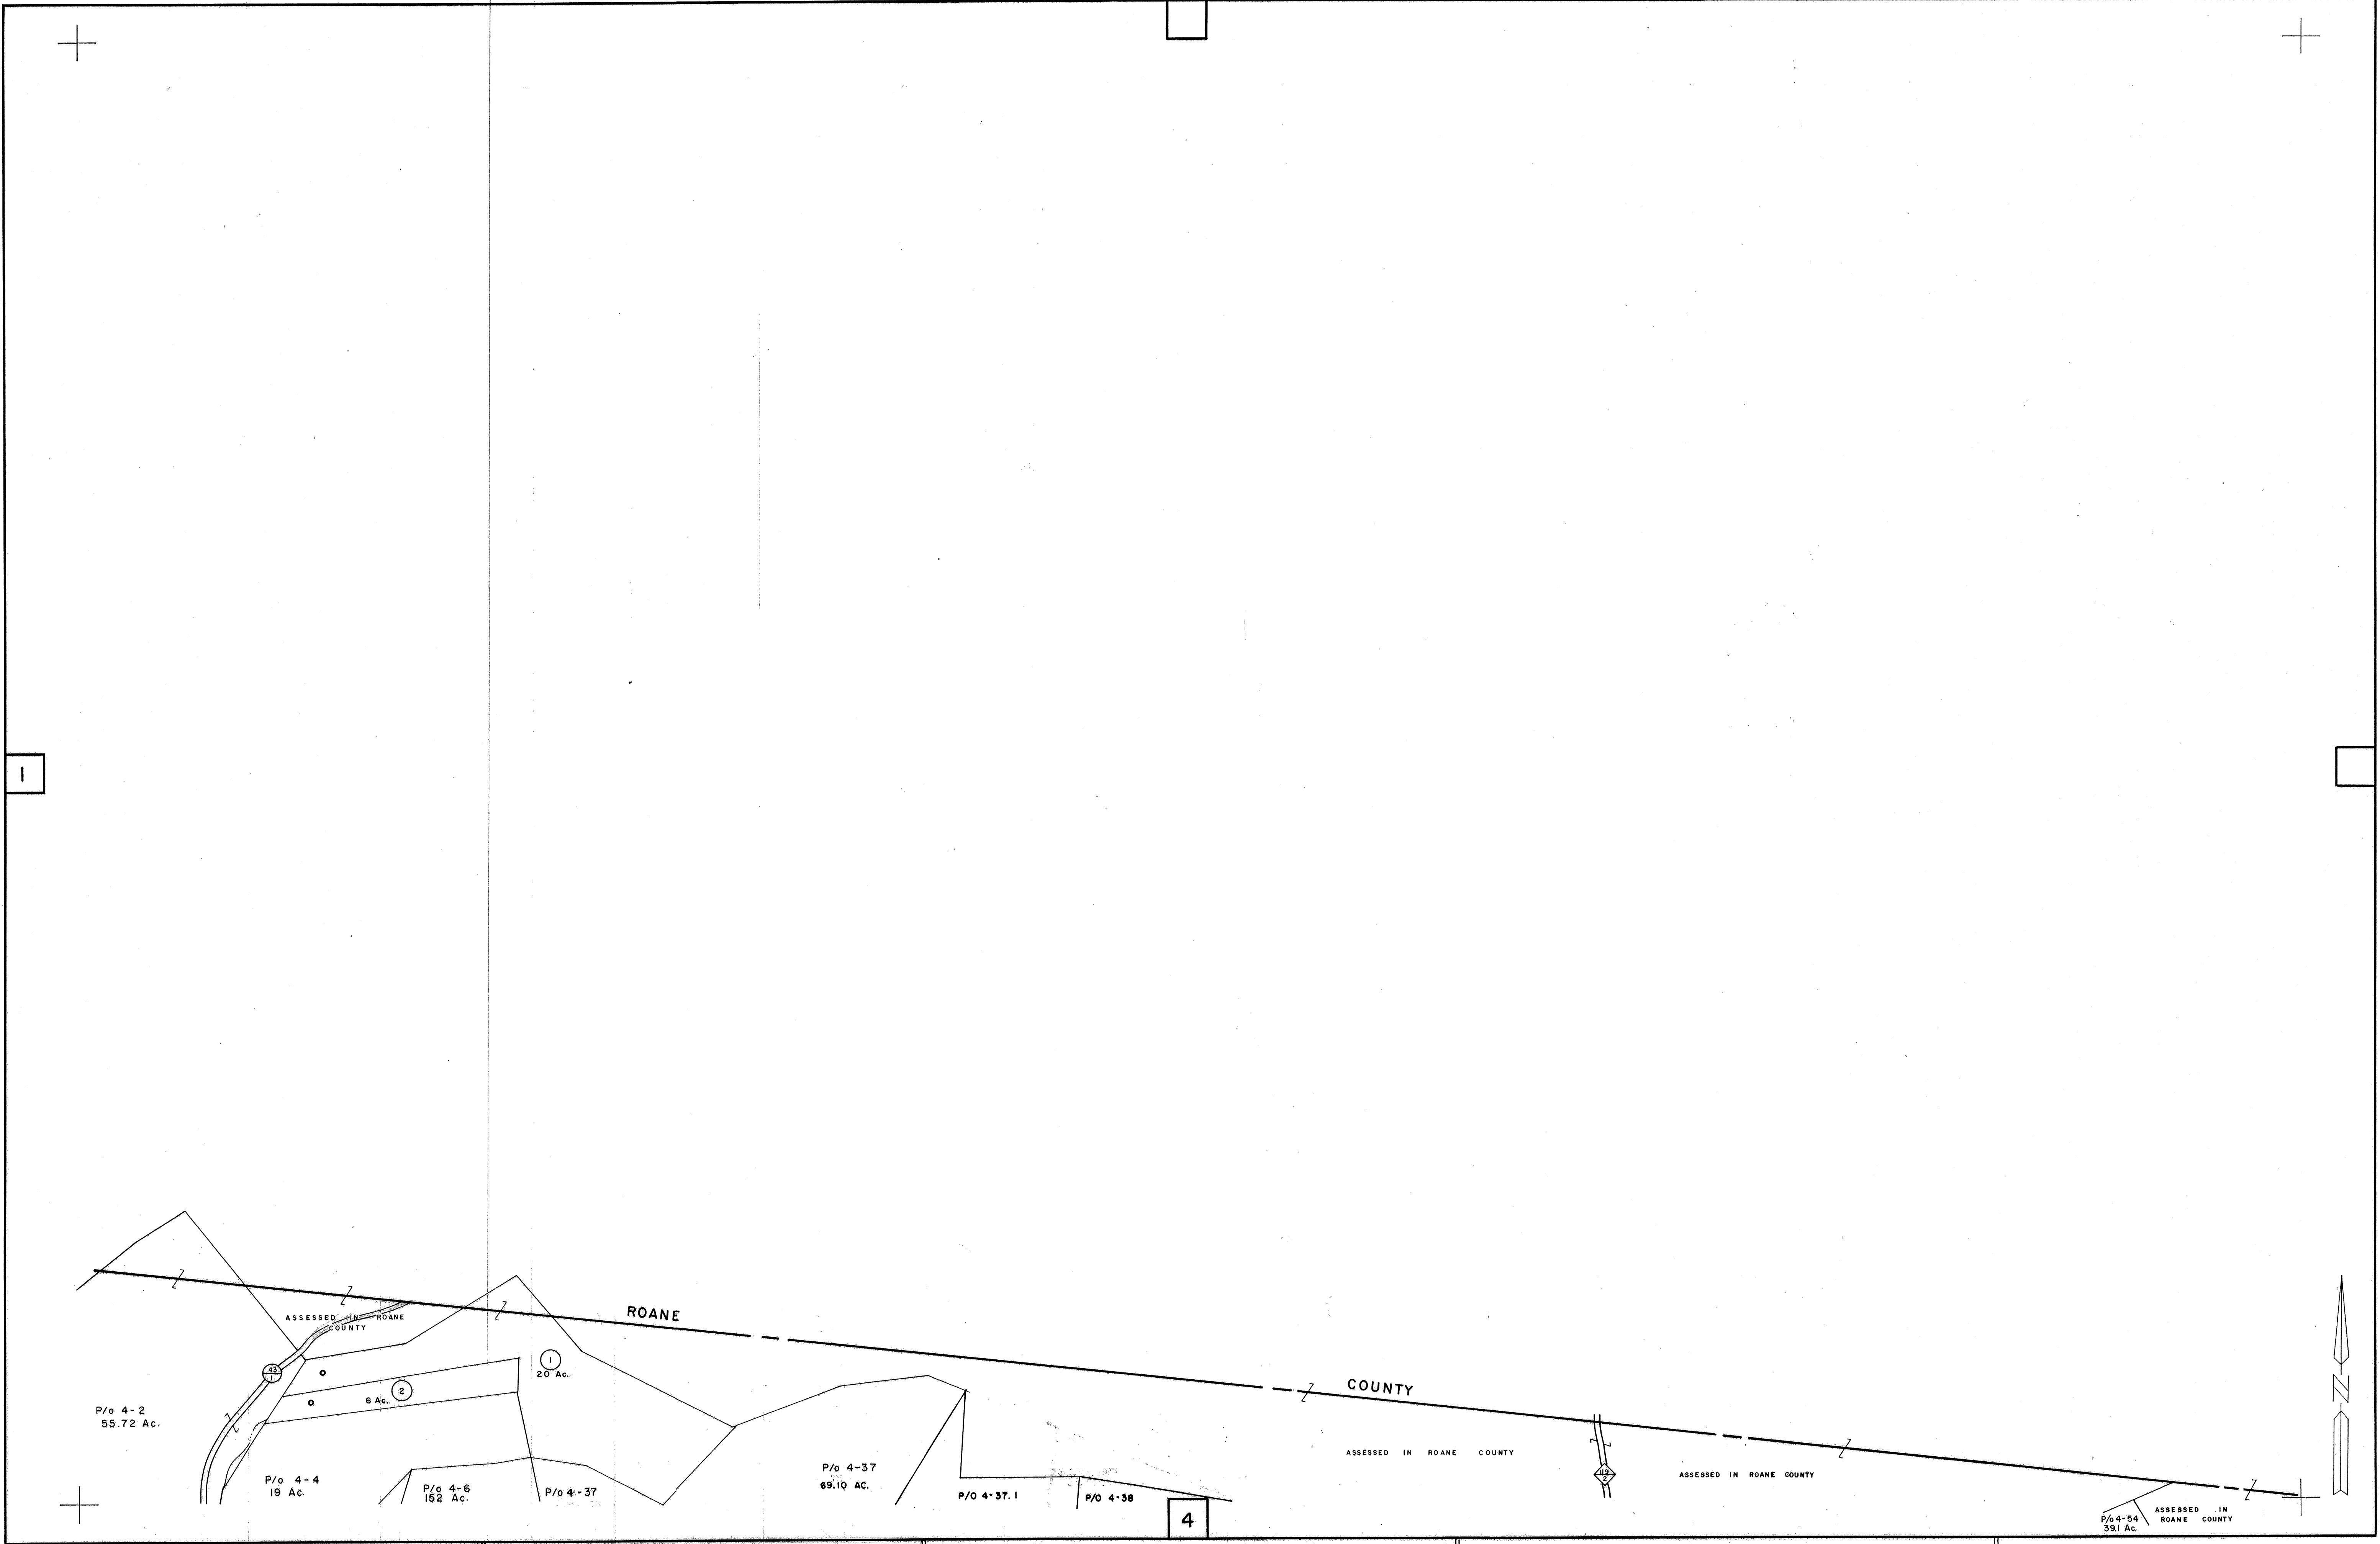 1
ROANE
ASSESSED IN ROANE
COUNTY
43
1
1
20 Ac.
2
6 Ac.
COUNTY
P/o 4-2
55.72 Ac.
N
ASSESSED IN ROANE COUNTY
119
2
ASSESSED IN ROANE COUNTY
P/o 4-4
19 Ac.
P/o 4-6
152 Ac.
P/o 4-37
P/o 4-37
69.10 AC.
P/O 4-37.1
P/O 4-38
4
P/o 4-54
39.1 Ac.
ASSESSED IN
ROANE COUNTY